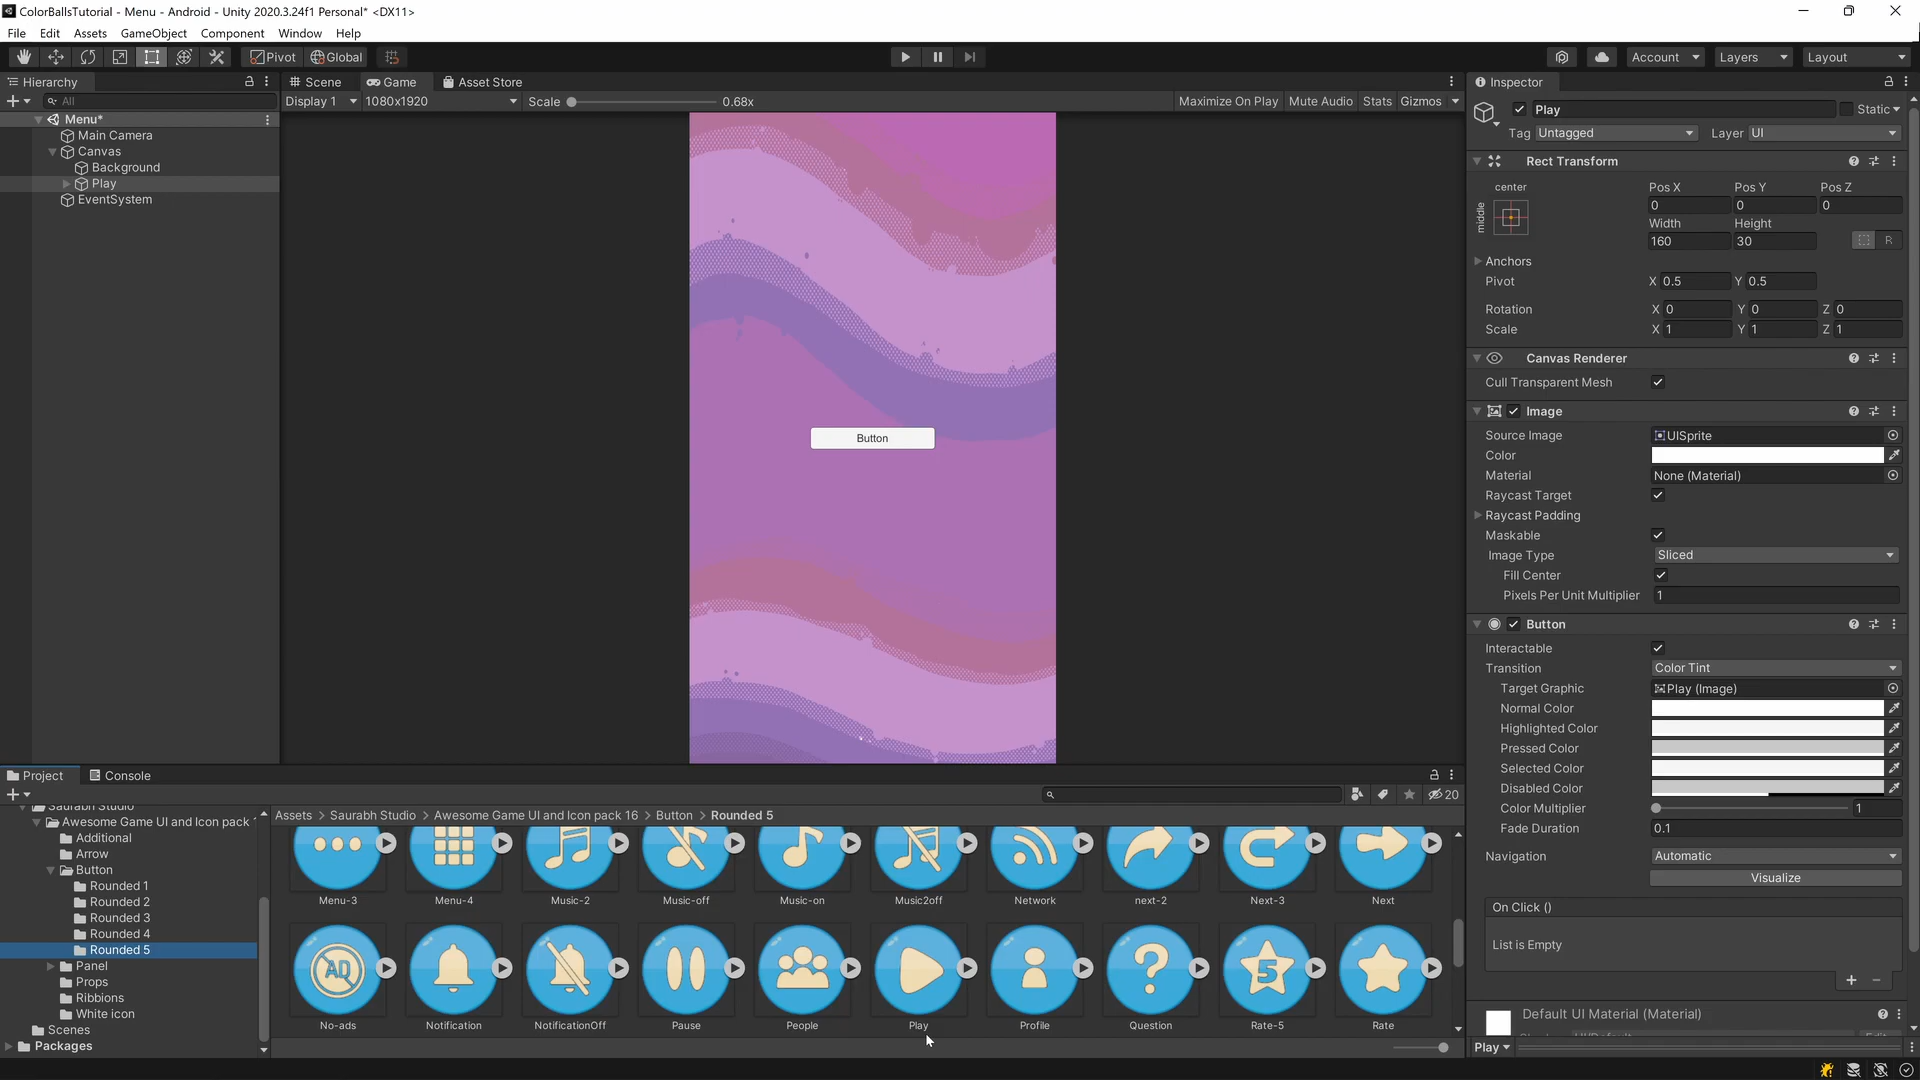 ColorBallsTutorial - Menu - Android - Unity 2020.3.24f1 Personal* <DX11>
File Edit Assets GameObject Component Window Help
Pivot Global Account Layers Layout
Hierarchy
All
Menu*
Main Camera
Canvas
Background
Play
EventSystem
Scene Game Asset Store
Display 1 1080x1920 Scale 0.68x Maximize On Play Mute Audio Stats Gizmos
Button
Inspector
Play Static
Tag Untagged Layer UI
Rect Transform
center
middle
Pos X Pos Y Pos Z
0 0 0
Width Height
160 30
R
Anchors
Pivot X 0.5 Y 0.5
Rotation X 0 Y 0 Z 0
Scale X 1 Y 1 Z 1
Canvas Renderer
Cull Transparent Mesh
Image
Source Image UISprite
Color
Material None (Material)
Raycast Target
Raycast Padding
Maskable
Image Type Sliced
Fill Center
Pixels Per Unit Multiplier 1
Button
Interactable
Transition Color Tint
Target Graphic Play (Image)
Normal Color
Highlighted Color
Pressed Color
Selected Color
Disabled Color
Color Multiplier 1
Fade Duration 0.1
Navigation Automatic
Visualize
On Click ()
List is Empty
Default UI Material (Material)
Play
Project Console
20
Saurabh Studio
Awesome Game UI and Icon pack
Additional
Arrow
Button
Rounded 1
Rounded 2
Rounded 3
Rounded 4
Rounded 5
Panel
Props
Ribbions
White icon
Scenes
Packages
Assets > Saurabh Studio > Awesome Game UI and Icon pack 16 > Button > Rounded 5
Menu-3 Menu-4 Music-2 Music-off Music-on Music2off Network next-2 Next-3 Next
AD
5
No-ads Notification NotificationOff Pause People Play Profile Question Rate-5 Rate